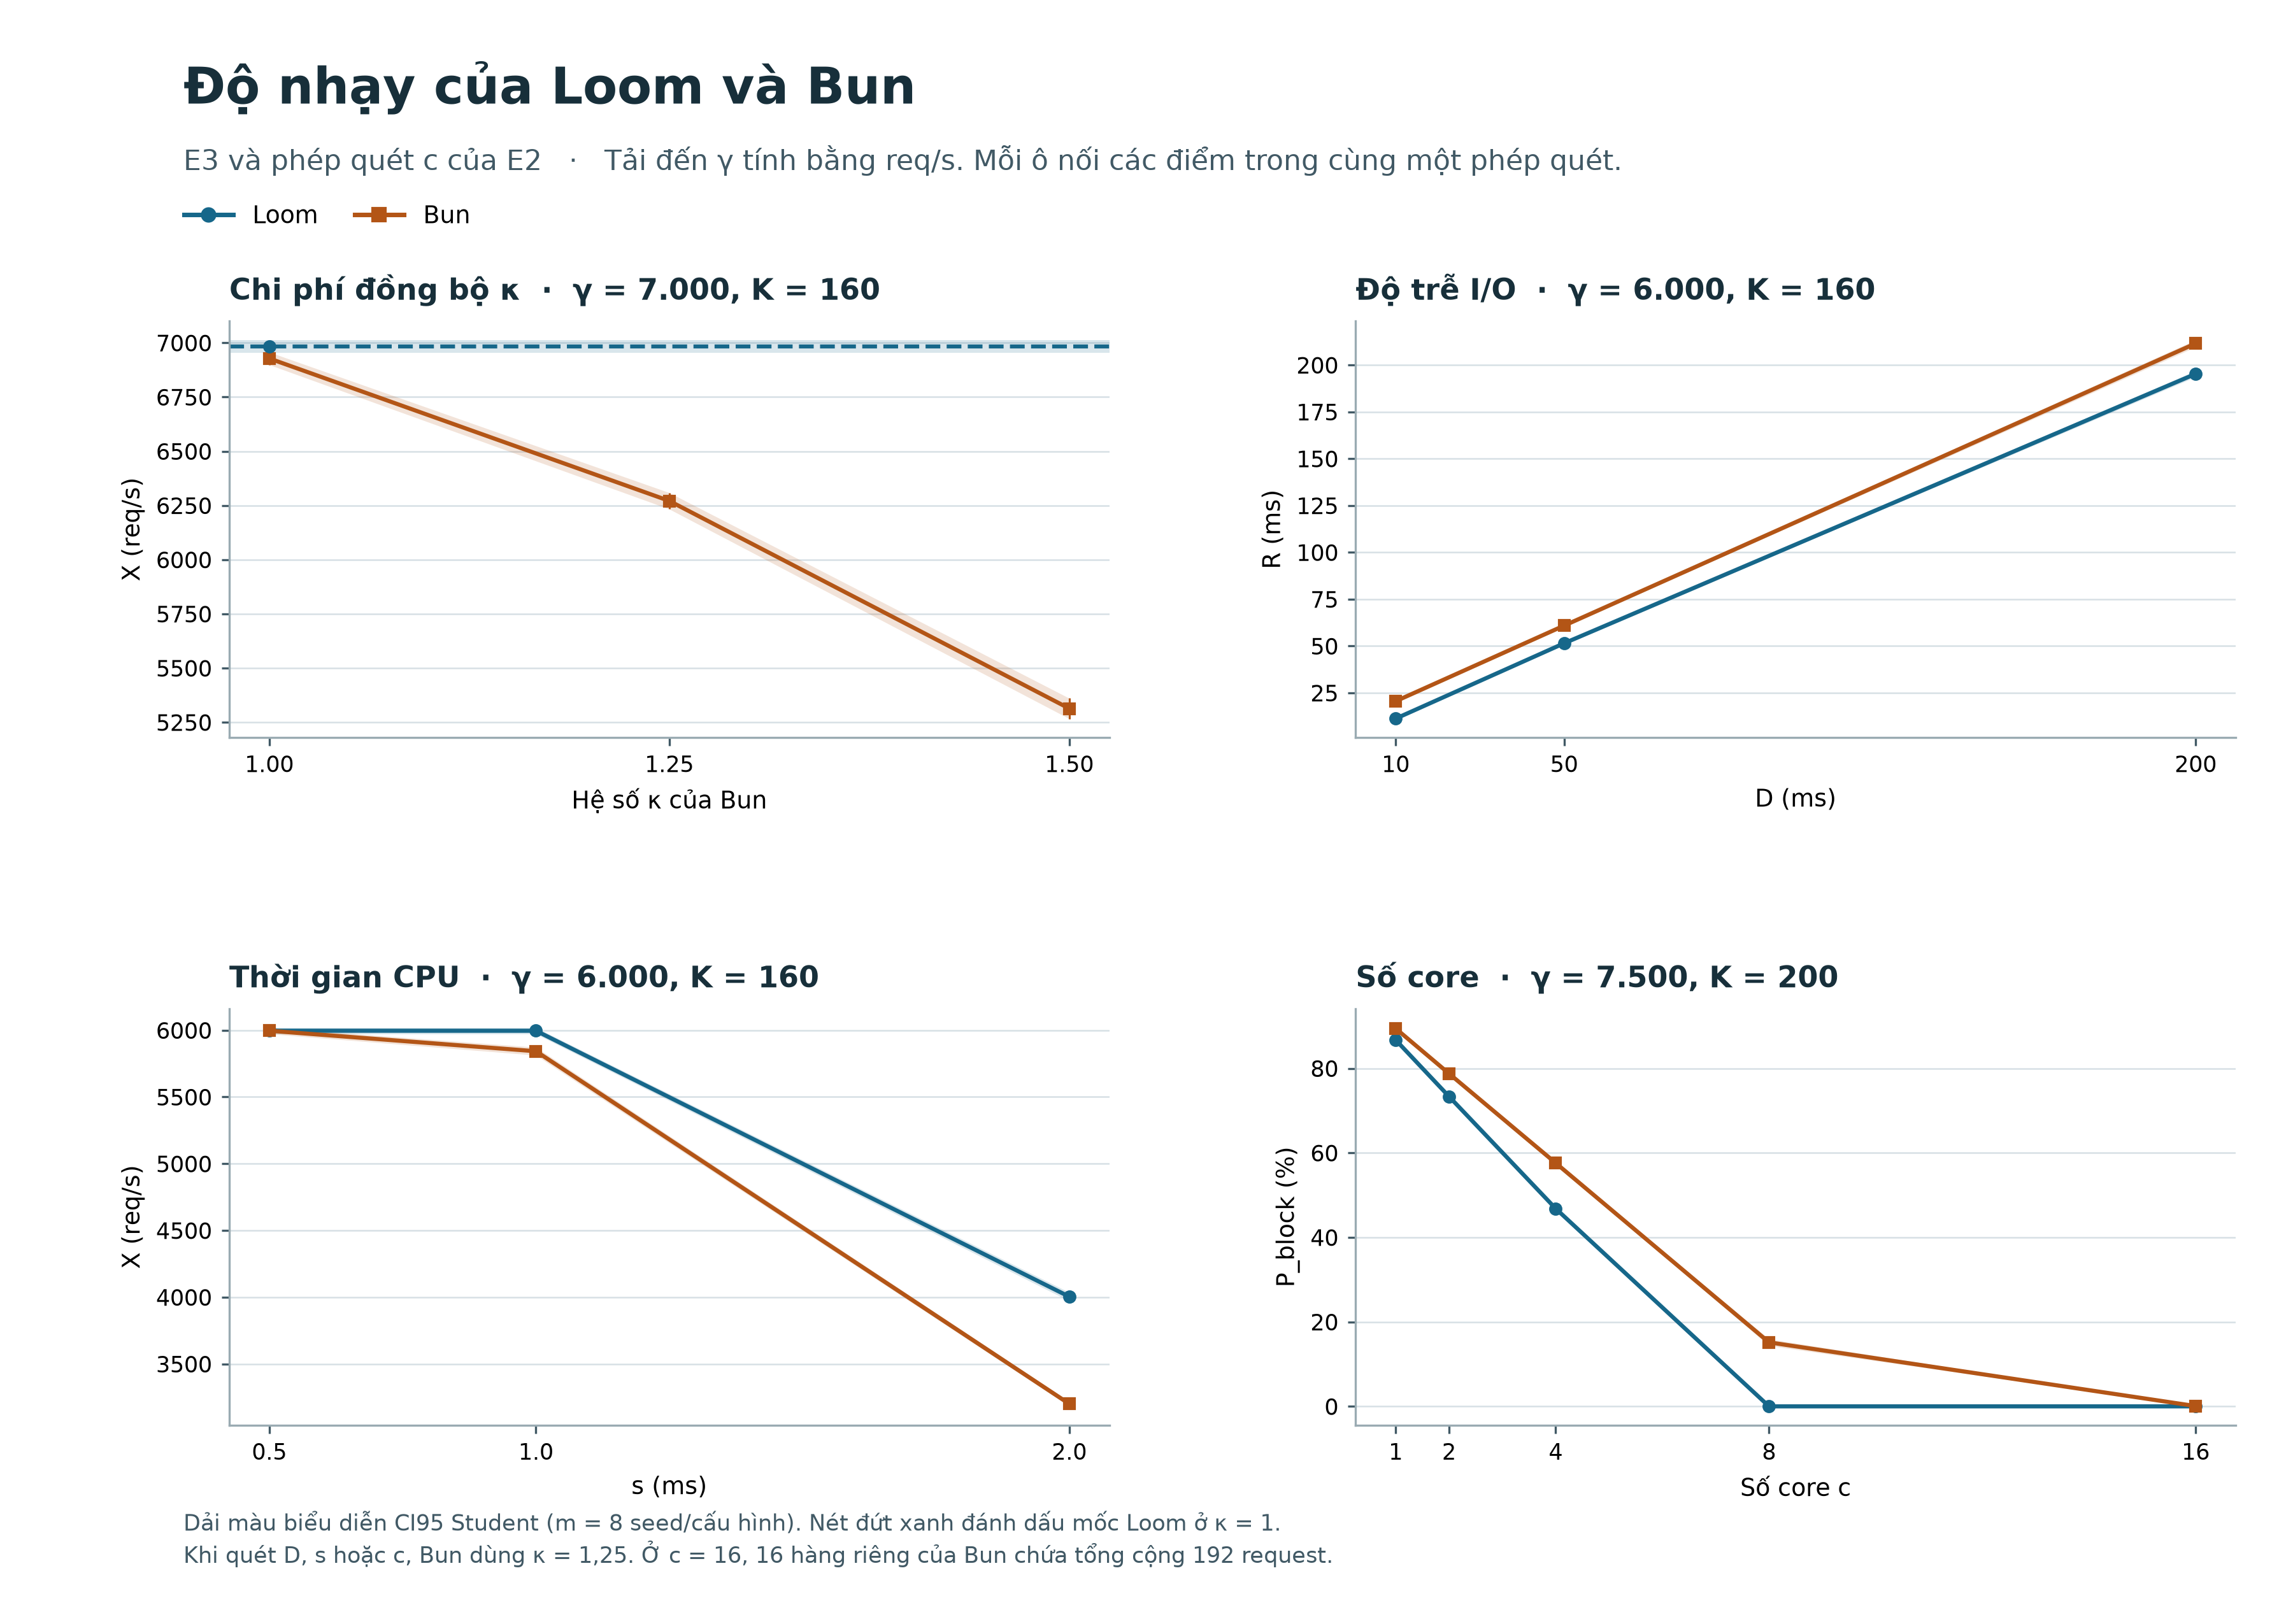 Độ nhạy của Loom và Bun
E3 và phép quét c của E2 · Tải đến γ tính bằng req/s. Mỗi ô nối các điểm trong cùng một phép quét.
Loom Bun
Chi phí đồng bộ κ · γ = 7.000, K = 160
7000
6750
6500
6250
6000
5750
5500
5250
X (req/s)
1.00 1.25 1.50
Hệ số κ của Bun
Độ trễ I/O · γ = 6.000, K = 160
200
175
150
125
100
75
50
25
R (ms)
10 50 200
D (ms)
Thời gian CPU · γ = 6.000, K = 160
6000
5500
5000
4500
4000
3500
X (req/s)
0.5 1.0 2.0
s (ms)
Số core · γ = 7.500, K = 200
80
60
40
20
0
P_block (%)
1 2 4 8 16
Số core c
Dải màu biểu diễn CI95 Student (m = 8 seed/cấu hình). Nét đứt xanh đánh dấu mốc Loom ở κ = 1.
Khi quét D, s hoặc c, Bun dùng κ = 1,25. Ở c = 16, 16 hàng riêng của Bun chứa tổng cộng 192 request.